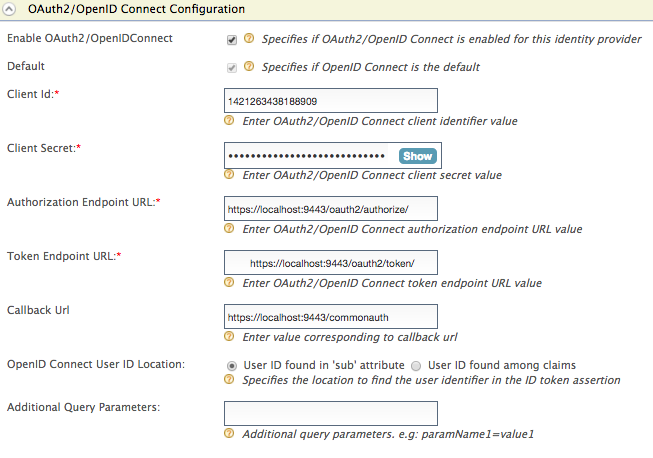 OAuth2/OpenID Connect Configuration
Enable OAuth2/OpenIDConnect
? Specifies if OAuth2/OpenID Connect is enabled for this identity provider
Default
? Specifies if OpenID Connect is the default
Client Id:*
1421263438188909
? Enter OAuth2/OpenID Connect client identifier value
Client Secret:*
•••••••••••••••••••••••••••• Show
? Enter OAuth2/OpenID Connect client secret value
Authorization Endpoint URL:*
https://localhost:9443/oauth2/authorize/
? Enter OAuth2/OpenID Connect authorization endpoint URL value
Token Endpoint URL:*
https://localhost:9443/oauth2/token/
? Enter OAuth2/OpenID Connect token endpoint URL value
Callback Url
https://localhost:9443/commonauth
? Enter value corresponding to callback url
OpenID Connect User ID Location:
User ID found in 'sub' attribute User ID found among claims
? Specifies the location to find the user identifier in the ID token assertion
Additional Query Parameters:
? Additional query parameters. e.g: paramName1=value1